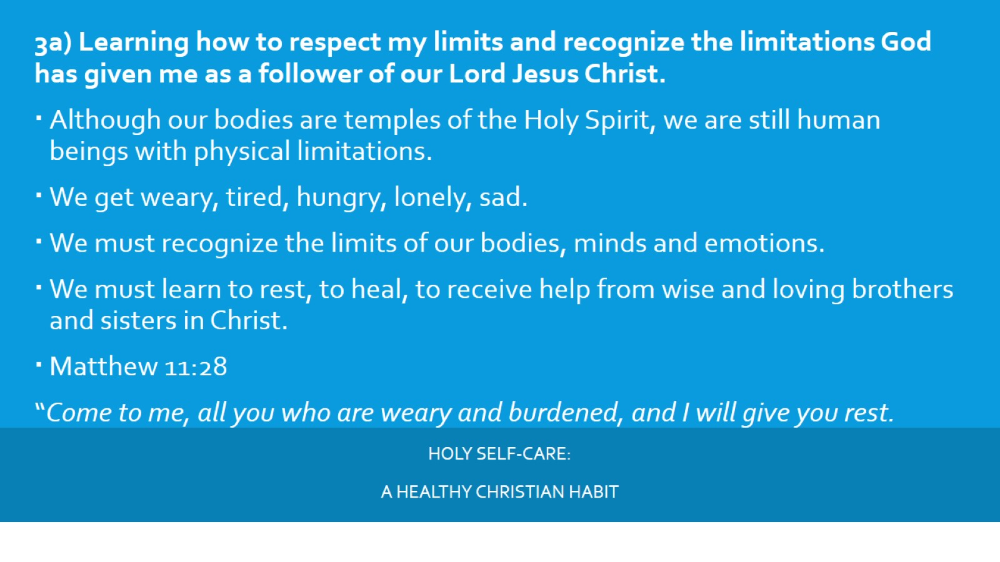 3a) Learning how to respect my limits and recognize the limitations God
has given me as a follower of our Lord Jesus Christ.
▪ Although our bodies are temples of the Holy Spirit, we are still human
beings with physical limitations.
▪ We get weary, tired, hungry, lonely, sad.
▪ We must recognize the limits of our bodies, minds and emotions.
▪ We must learn to rest, to heal, to receive help from wise and loving brothers
and sisters in Christ.
▪ Matthew 11:28
“Come to me, all you who are weary and burdened, and I will give you rest.
HOLY SELF-CARE:
A HEALTHY CHRISTIAN HABIT